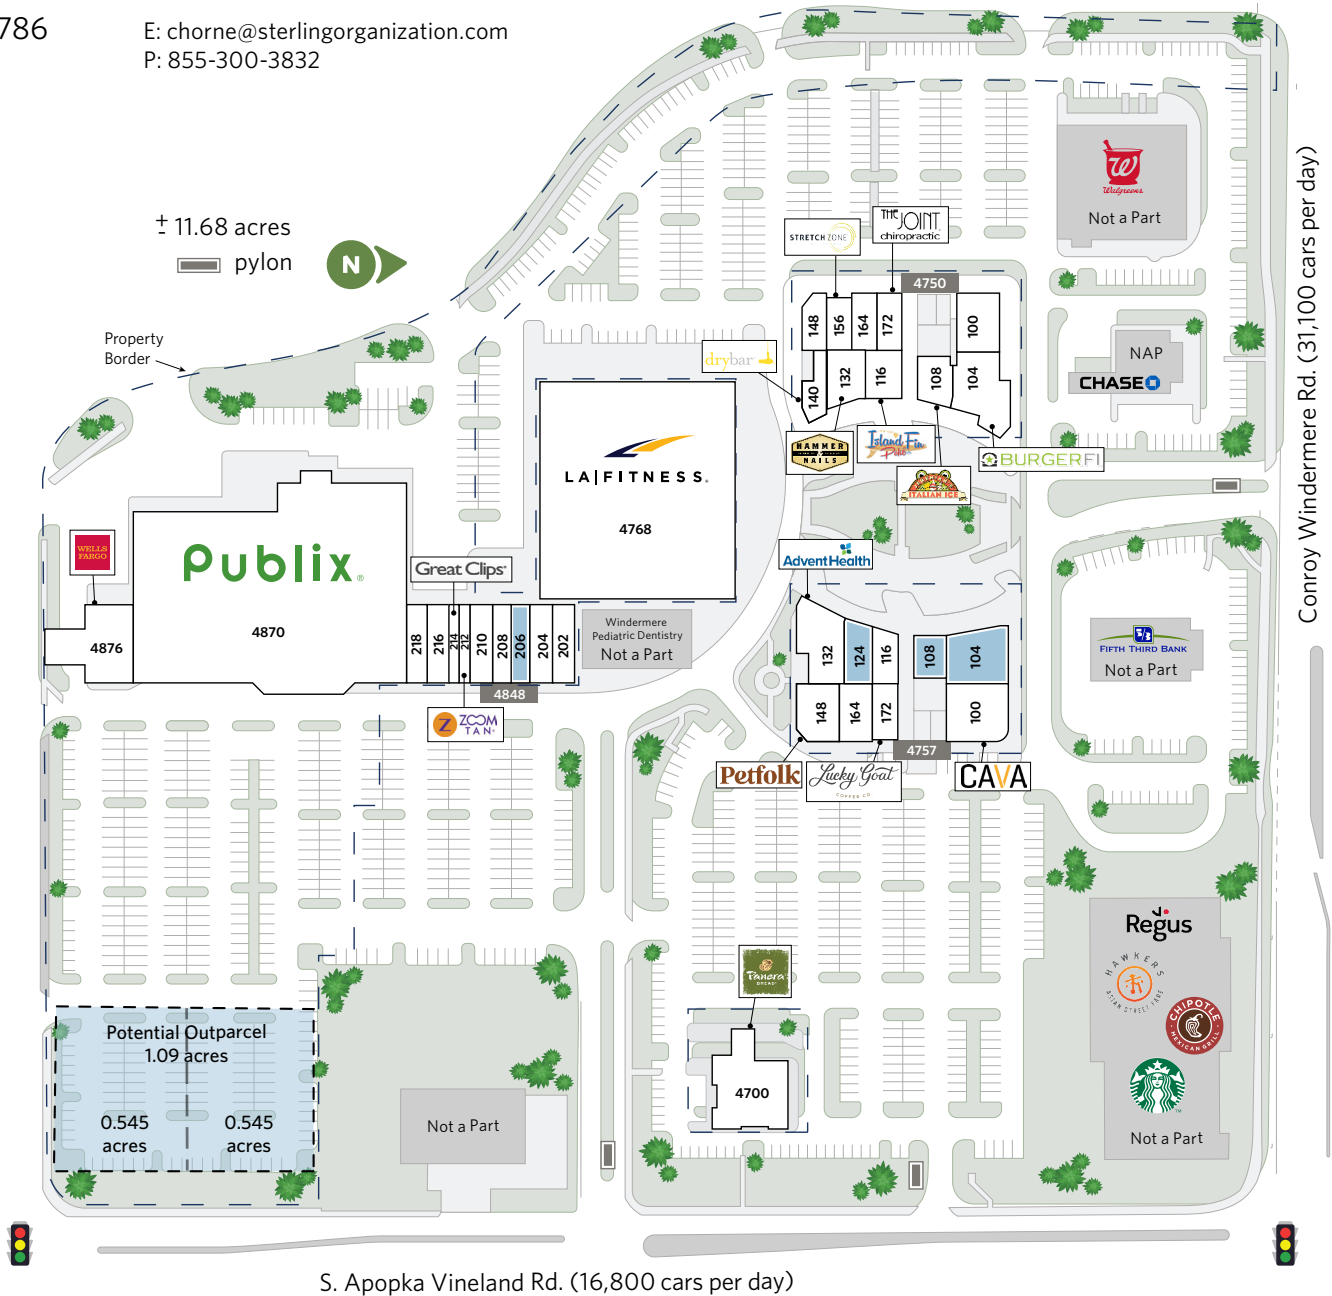 786
E: chorne@sterlingorganization.com
P: 855-300-3832
± 11.68 acres
pylon
N
Property
Border
Walgreens
Not a Part
Conroy Windermere Rd. (31,100 cars per day)
STRETCH ZONE
THE JOINT
chiropractic
4750
148
156
164
172
100
drybar
140
132
116
108
104
HAMMER
& NAILS
Island Fin
Poké
ITALIAN ICE
BURGERFI
NAP
CHASE
LA|FITNESS.
4768
WELLS
FARGO
Publix
Great Clips
AdventHealth
4876
4870
218
216
214
212
210
208
206
204
202
Windermere
Pediatric Dentistry
Not a Part
4848
Z ZOOM
TAN
132
124
116
108
104
148
164
172
100
4757
Petfolk
Lucky Goat
COFFEE CO.
CAVA
FIFTH THIRD BANK
Not a Part
Regus
HAWKERS
ASIAN STREET FARE
CHIPOTLE
MEXICAN GRILL
Not a Part
Panera
BREAD
4700
Potential Outparcel
1.09 acres
0.545
acres
0.545
acres
Not a Part
S. Apopka Vineland Rd. (16,800 cars per day)